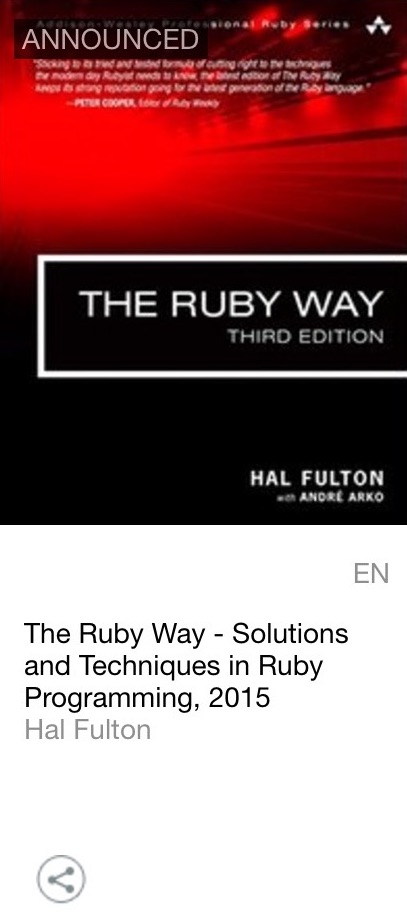 Addison-Wesley Professional Ruby Series
ANNOUNCED
"Sticking to its tried and tested formula of cutting right to the techniques
the modern day Rubyist needs to know, the latest edition of The Ruby Way
keeps its strong reputation going for the latest generation of the Ruby language."
—PETER COOPER, Editor of Ruby Weekly
THE RUBY WAY
THIRD EDITION
HAL FULTON
with ANDRÉ ARKO
EN
The Ruby Way - Solutions
and Techniques in Ruby
Programming, 2015
Hal Fulton